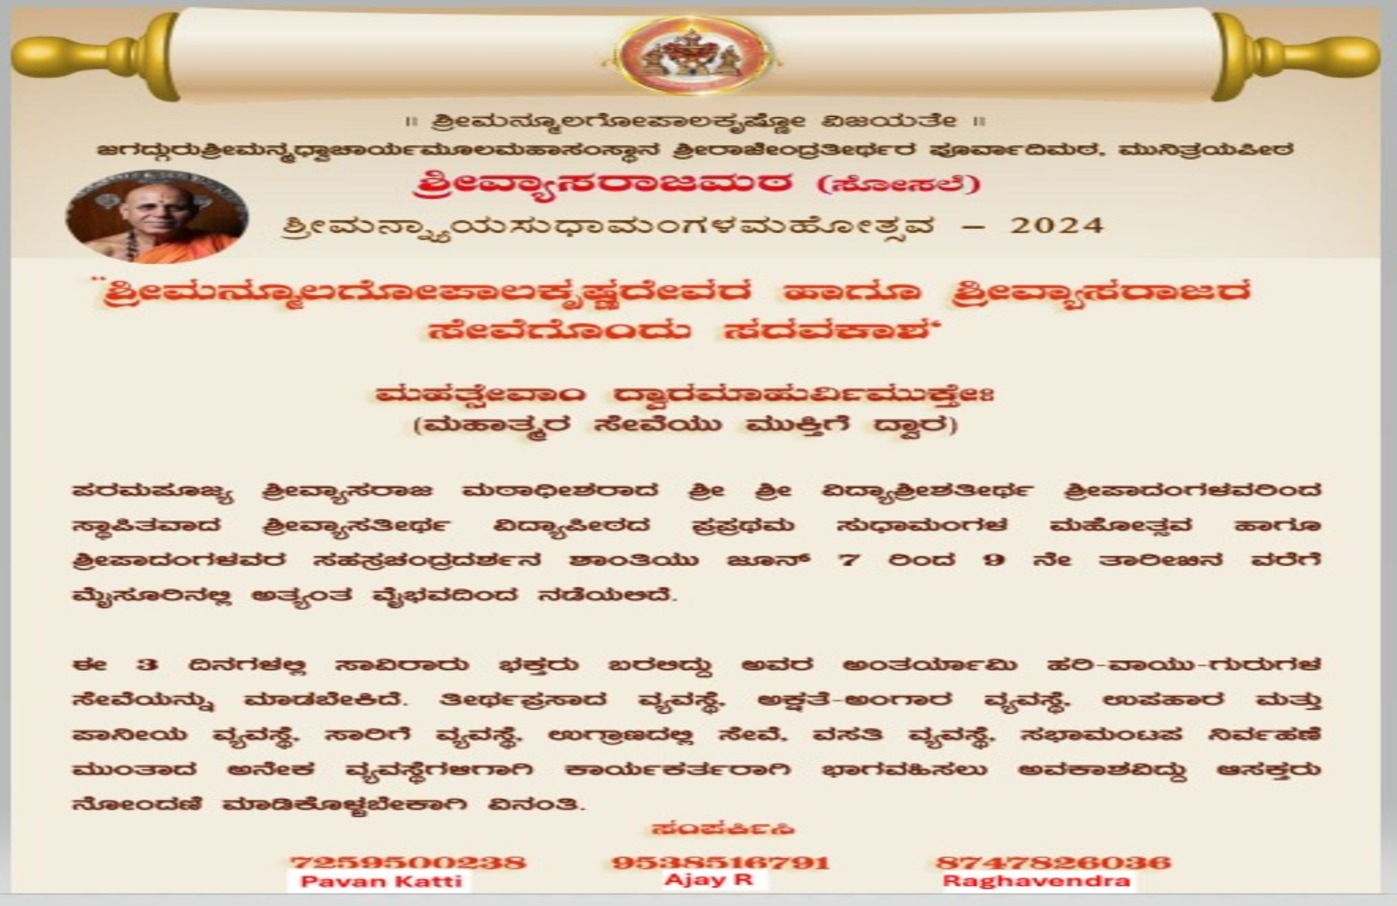 ॥ ಶ್ರೀಮನ್ಮೂಲಗೋಪಾಲಕೃಷ್ಣೋ ವಿಜಯತೇ ॥
ಜಗದ್ಗುರುಶ್ರೀಮನ್ಮಧ್ವಾಚಾರ್ಯಮೂಲಮಹಾಸಂಸ್ಥಾನ ಶ್ರೀರಾಜೇಂದ್ರತೀರ್ಥರ ಪೂರ್ವಾದಿಮಠ, ಮುನಿತ್ರಯಪೀಠ
ಶ್ರೀವ್ಯಾಸರಾಜಮಠ (ಸೋಸಲೆ)
ಶ್ರೀಮನ್ನ್ಯಾಯಸುಧಾಮಂಗಳಮಹೋತ್ಸವ – 2024
"ಶ್ರೀಮನ್ಮೂಲಗೋಪಾಲಕೃಷ್ಣದೇವರ ಹಾಗೂ ಶ್ರೀವ್ಯಾಸರಾಜರ
ಸೇವೆಗೊಂದು ಸದವಕಾಶ"
ಮಹತ್ಸೇವಾಂ ದ್ವಾರಮಾಹುರ್ವಿಮುಕ್ತೇಃ
(ಮಹಾತ್ಮರ ಸೇವೆಯು ಮುಕ್ತಿಗೆ ದ್ವಾರ)
ಪರಮಪೂಜ್ಯ ಶ್ರೀವ್ಯಾಸರಾಜ ಮಠಾಧೀಶರಾದ ಶ್ರೀ ಶ್ರೀ ವಿದ್ಯಾಶ್ರೀಶತೀರ್ಥ ಶ್ರೀಪಾದಂಗಳವರಿಂದ
ಸ್ಥಾಪಿತವಾದ ಶ್ರೀವ್ಯಾಸತೀರ್ಥ ವಿದ್ಯಾಪೀಠದ ಪ್ರಪ್ರಥಮ ಸುಧಾಮಂಗಳ ಮಹೋತ್ಸವ ಹಾಗೂ
ಶ್ರೀಪಾದಂಗಳವರ ಸಹಸ್ರಚಂದ್ರದರ್ಶನ ಶಾಂತಿಯು ಜೂನ್ 7 ರಿಂದ 9 ನೇ ತಾರೀಖಿನ ವರೆಗೆ
ಮೈಸೂರಿನಲ್ಲಿ ಅತ್ಯಂತ ವೈಭವದಿಂದ ನಡೆಯಲಿದೆ.
ಈ 3 ದಿನಗಳಲ್ಲಿ ಸಾವಿರಾರು ಭಕ್ತರು ಬರಲಿದ್ದು ಅವರ ಅಂತರ್ಯಾಮಿ ಹರಿ-ವಾಯು-ಗುರುಗಳ
ಸೇವೆಯನ್ನು ಮಾಡಬೇಕಿದೆ. ತೀರ್ಥಪ್ರಸಾದ ವ್ಯವಸ್ಥೆ, ಅಕ್ಷತೆ-ಅಂಗಾರ ವ್ಯವಸ್ಥೆ, ಉಪಹಾರ ಮತ್ತು
ಪಾನೀಯ ವ್ಯವಸ್ಥೆ, ಸಾರಿಗೆ ವ್ಯವಸ್ಥೆ, ಉಗ್ರಾಣದಲ್ಲಿ ಸೇವೆ, ವಸತಿ ವ್ಯವಸ್ಥೆ, ಸಭಾಮಂಟಪ ನಿರ್ವಹಣೆ
ಮುಂತಾದ ಅನೇಕ ವ್ಯವಸ್ಥೆಗಳಿಗಾಗಿ ಕಾರ್ಯಕರ್ತರಾಗಿ ಭಾಗವಹಿಸಲು ಅವಕಾಶವಿದ್ದು ಆಸಕ್ತರು
ನೋಂದಣಿ ಮಾಡಿಕೊಳ್ಳಬೇಕಾಗಿ ವಿನಂತಿ.
ಸಂಪರ್ಕಿಸಿ
7259500238 9538516791 8747826036
Pavan Katti Ajay R Raghavendra